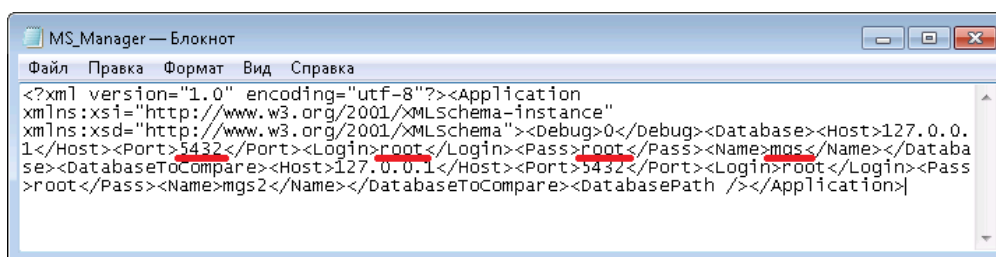 MS_Manager — Блокнот
Файл Правка Формат Вид Справка
<?xml version="1.0" encoding="utf-8"?><Application
xmlns:xsi="http://www.w3.org/2001/XMLSchema-instance"
xmlns:xsd="http://www.w3.org/2001/XMLSchema"><Debug>0</Debug><Database><Host>127.0.0.
1</Host><Port>5432</Port><Login>root</Login><Pass>root</Pass><Name>mgs</Name></Databa
se><DatabaseToCompare><Host>127.0.0.1</Host><Port>5432</Port><Login>root</Login><Pass
>root</Pass><Name>mgs2</Name></DatabaseToCompare><DatabasePath /></Application>